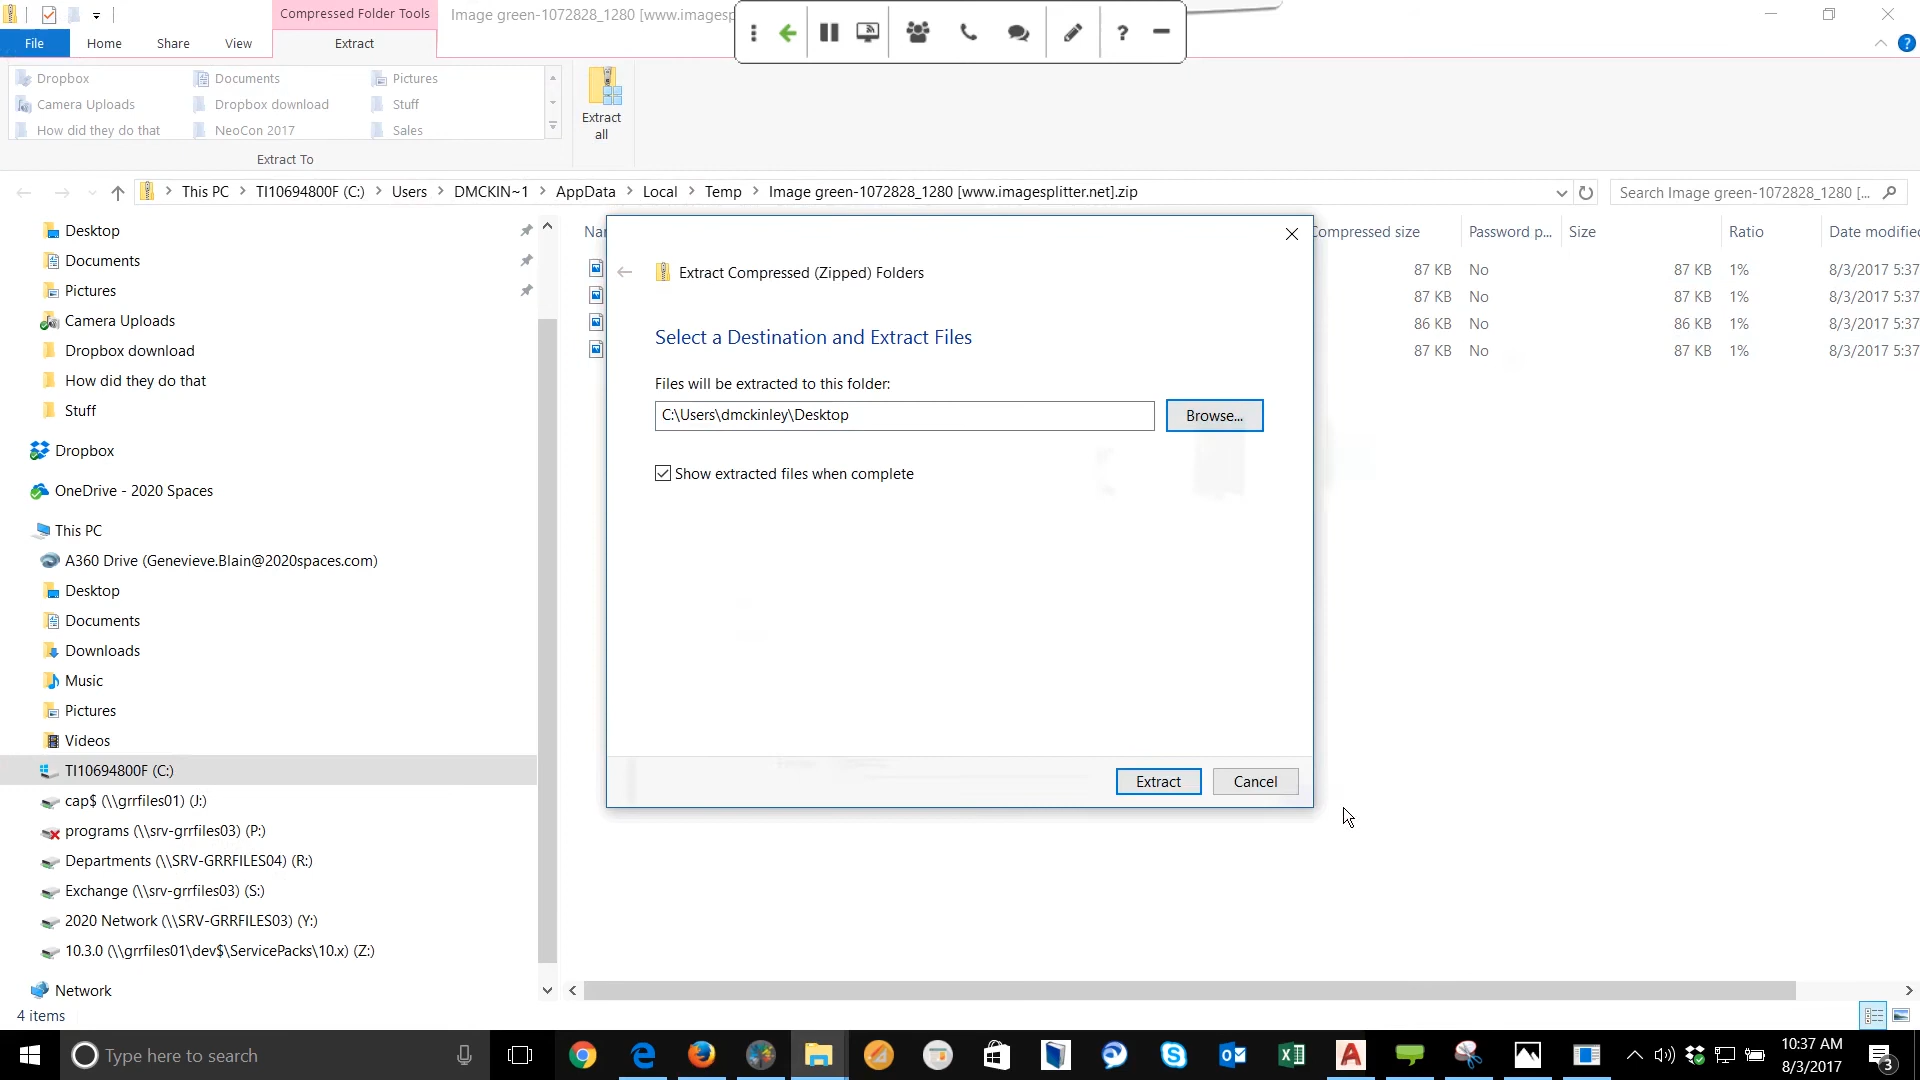 Compressed Folder Tools
Image green-1072828_1280 [www.imagesp
File
Home
Share
View
Extract
Dropbox
Documents
Pictures
Camera Uploads
Dropbox download
Stuff
How did they do that
NeoCon 2017
Sales
Extract all
Extract To
This PC > TI10694800F (C:) > Users > DMCKIN~1 > AppData > Local > Temp > Image green-1072828_1280 [www.imagesplitter.net].zip
Search Image green-1072828_1280 [...
Desktop
Documents
Pictures
Camera Uploads
Dropbox download
How did they do that
Stuff
Dropbox
OneDrive - 2020 Spaces
This PC
A360 Drive (Genevieve.Blain@2020spaces.com)
Desktop
Documents
Downloads
Music
Pictures
Videos
TI10694800F (C:)
cap$ (\\grrfiles01) (J:)
programs (\\srv-grrfiles03) (P:)
Departments (\\SRV-GRRFILES04) (R:)
Exchange (\\srv-grrfiles03) (S:)
2020 Network (\\SRV-GRRFILES03) (Y:)
10.3.0 (\\grrfiles01\dev$\ServicePacks\10.x) (Z:)
Network
4 items
Compressed size Password p... Size Ratio Date modified
87 KB No 87 KB 1% 8/3/2017 5:37
87 KB No 87 KB 1% 8/3/2017 5:37
86 KB No 86 KB 1% 8/3/2017 5:37
87 KB No 87 KB 1% 8/3/2017 5:37
Extract Compressed (Zipped) Folders
Select a Destination and Extract Files
Files will be extracted to this folder:
C:\Users\dmckinley\Desktop
Browse...
Show extracted files when complete
Extract
Cancel
Type here to search
10:37 AM
8/3/2017
3